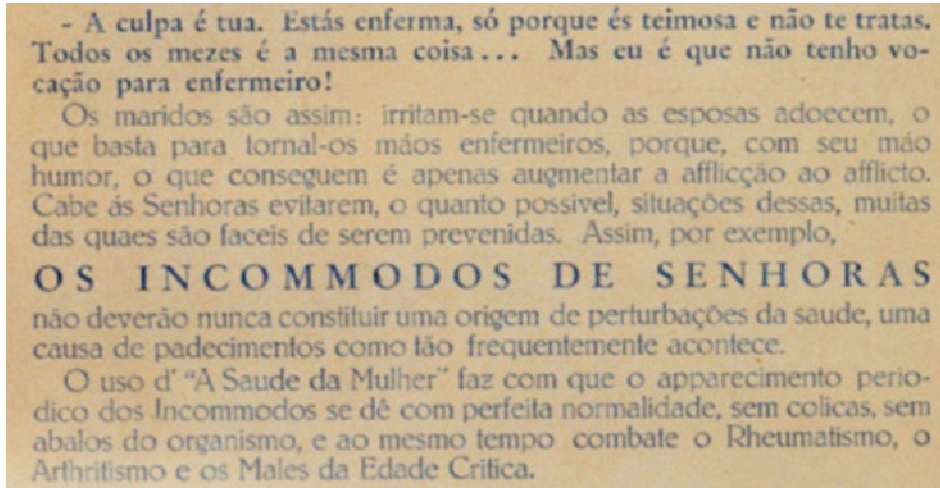 - A culpa é tua. Estás enferma, só porque és teimosa e não te tratas.
Todos os mezes é a mesma coisa... Mas eu é que não tenho vo-
cação para enfermeiro!
Os maridos são assim: irritam-se quando as esposas adoecem, o
que basta para tornal-os máos enfermeiros, porque, com seu máo
humor, o que conseguem é apenas augmentar a afflicção ao afflicto.
Cabe ás Senhoras evitarem, o quanto possivel, situações dessas, muitas
das quaes são faceis de serem prevenidas. Assim, por exemplo,
OS INCOMMODOS DE SENHORAS
não deverão nunca constituir uma origem de perturbações da saude, uma
causa de padecimentos como tão frequentemente acontece.
O uso d' "A Saude da Mulher" faz com que o apparecimento perio-
dico dos Incommodos se dê com perfeita normalidade, sem colicas, sem
abalos do organismo, e ao mesmo tempo combate o Rheumatismo, o
Arthritismo e os Males da Edade Critica.